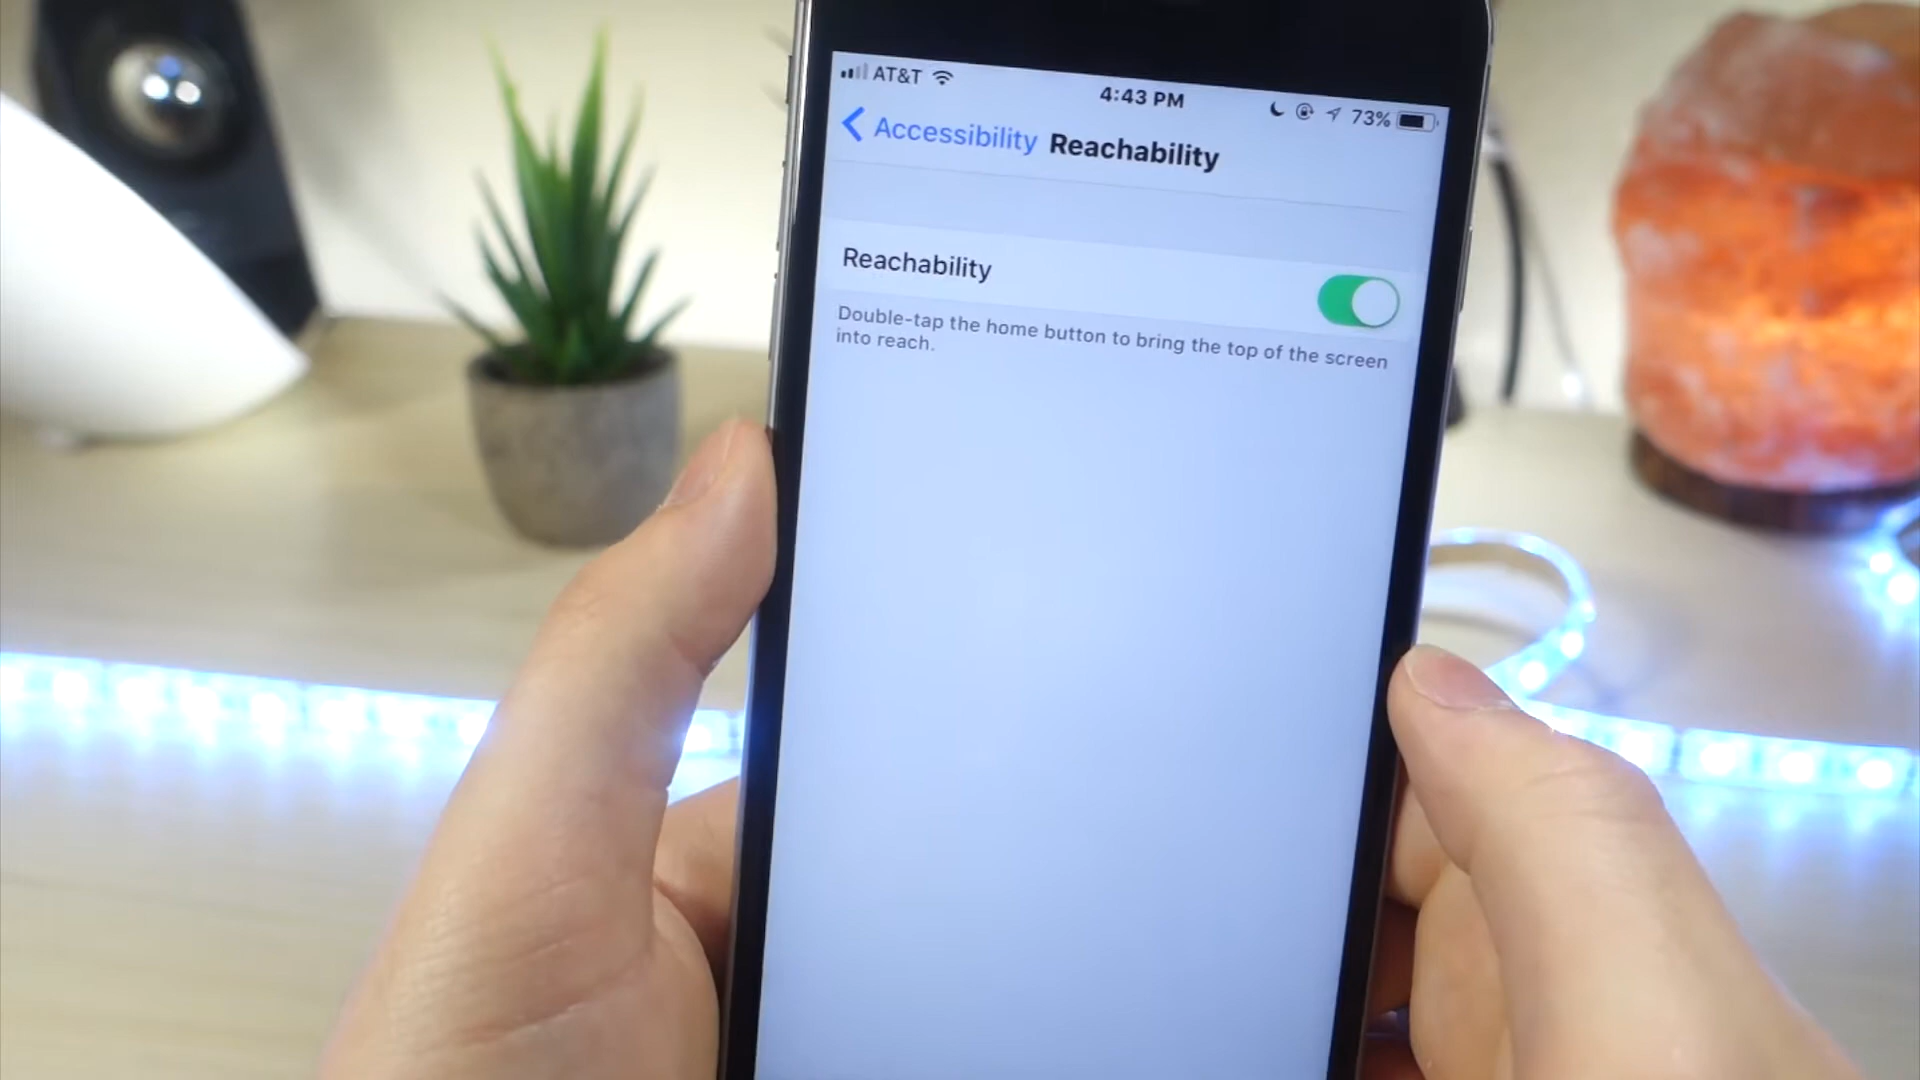 AT&T 4:43 PM 73%
Accessibility Reachability
Reachability
Double-tap the home button to bring the top of the screen
into reach.